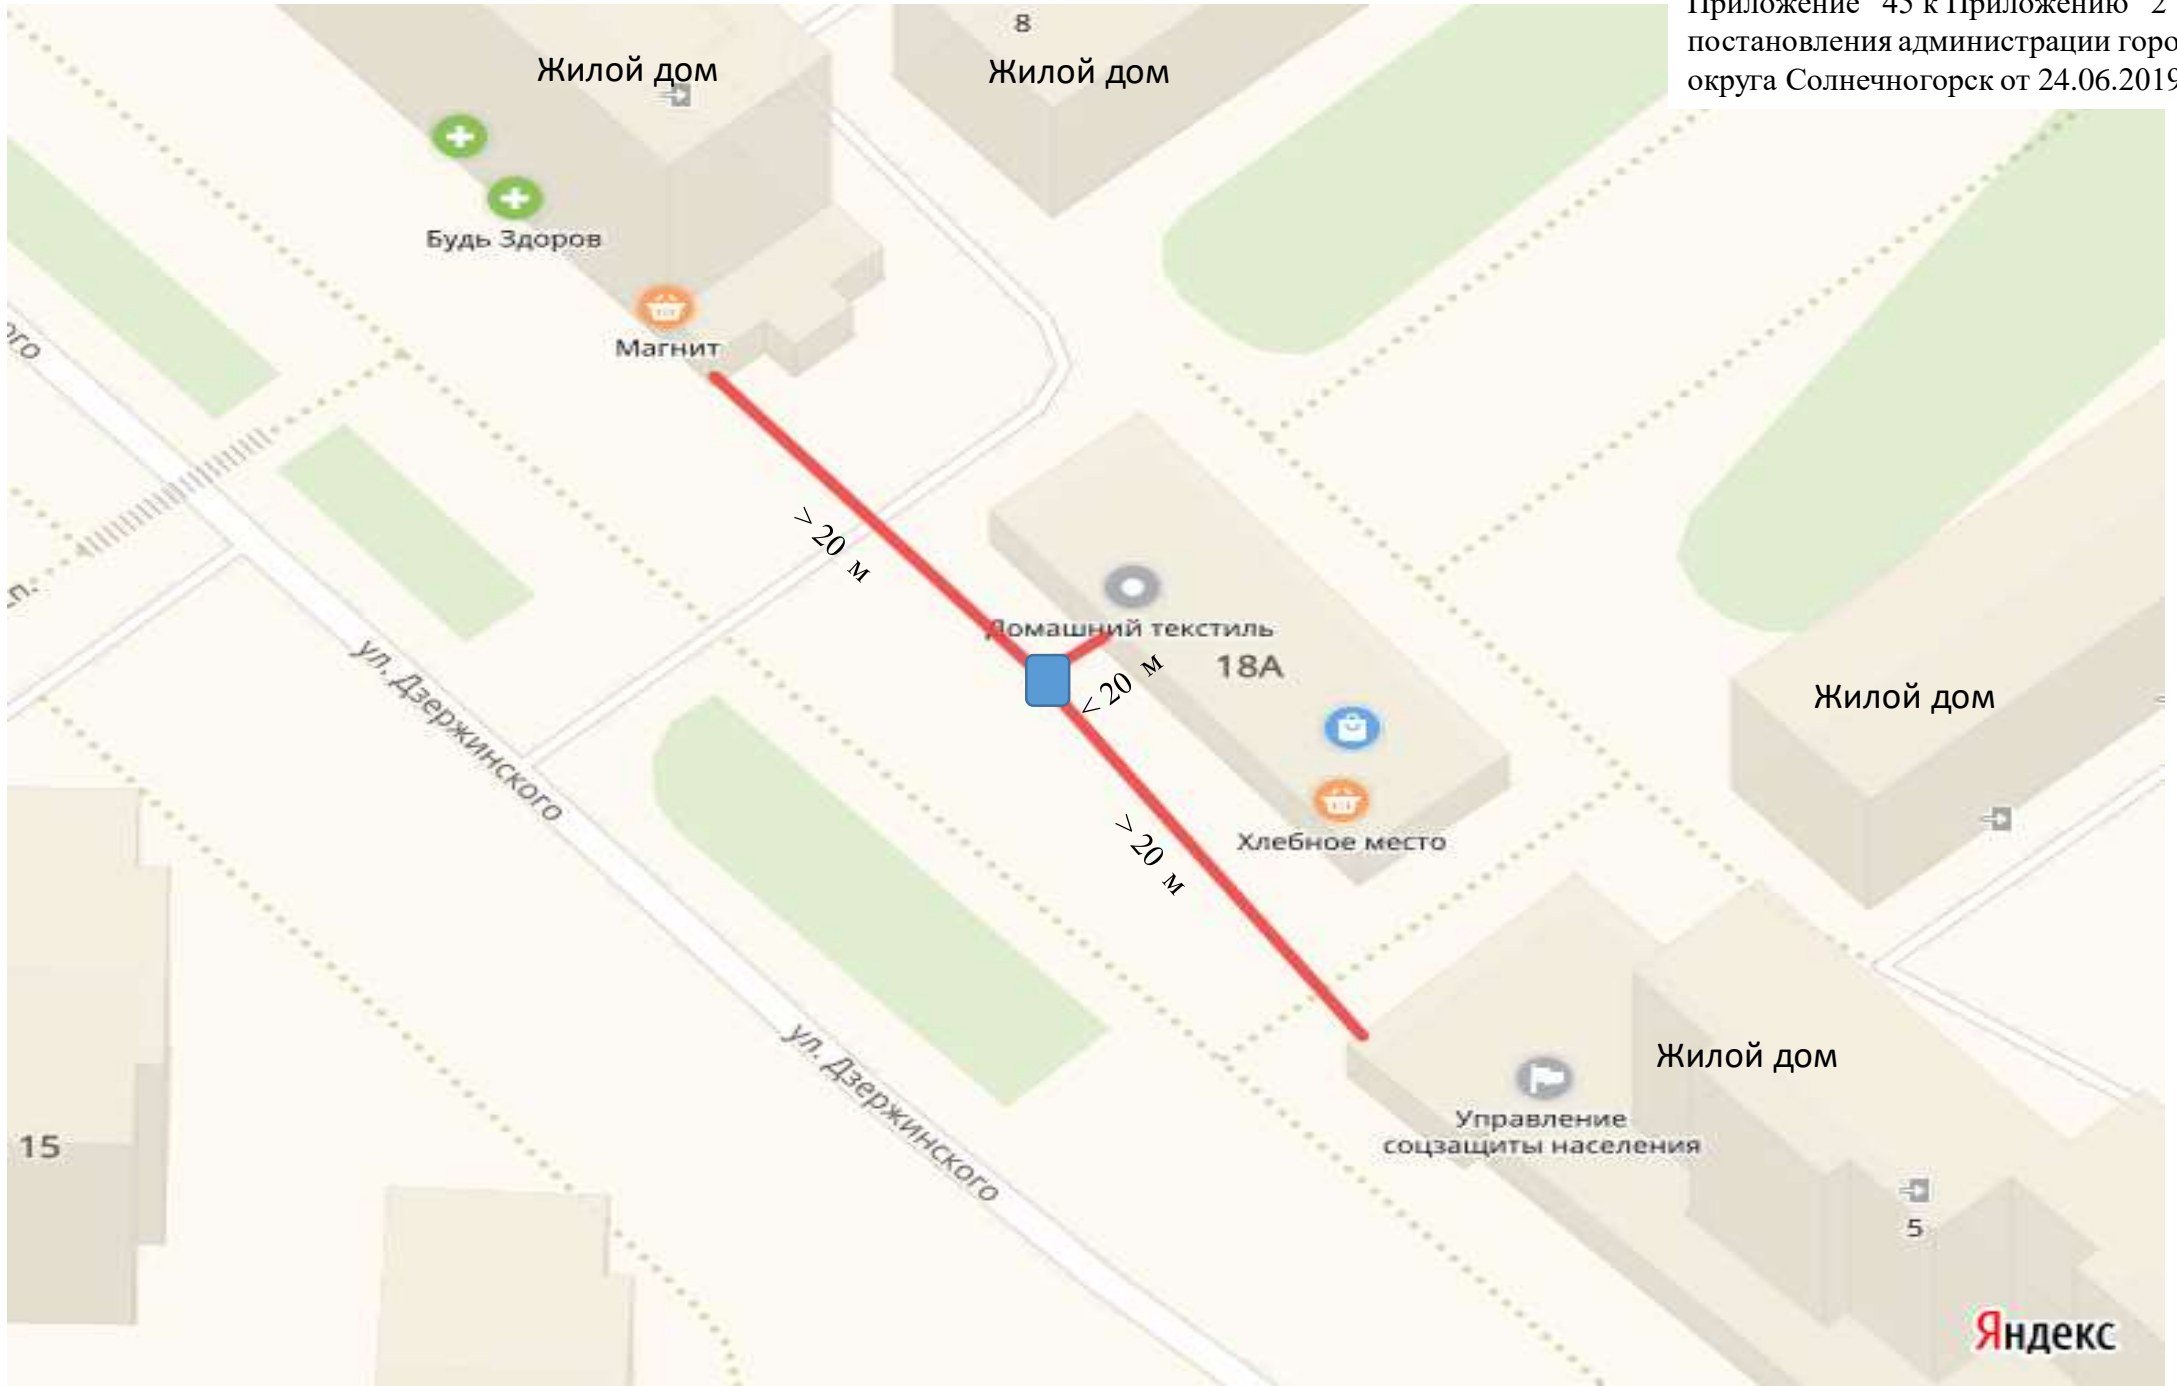 Приложение 45 к Приложению 2
постановления администрации горо
округа Солнечногорск от 24.06.2019
8
Жилой дом
Жилой дом
Будь Здоров
Магнит
ого
> 20 м
Домашний текстиль
18А
< 20 м
ул. Дзержинского
Жилой дом
Хлебное место
> 20 м
ул. Дзержинского
Жилой дом
Управление
соцзащиты населения
15
5
Яндекс